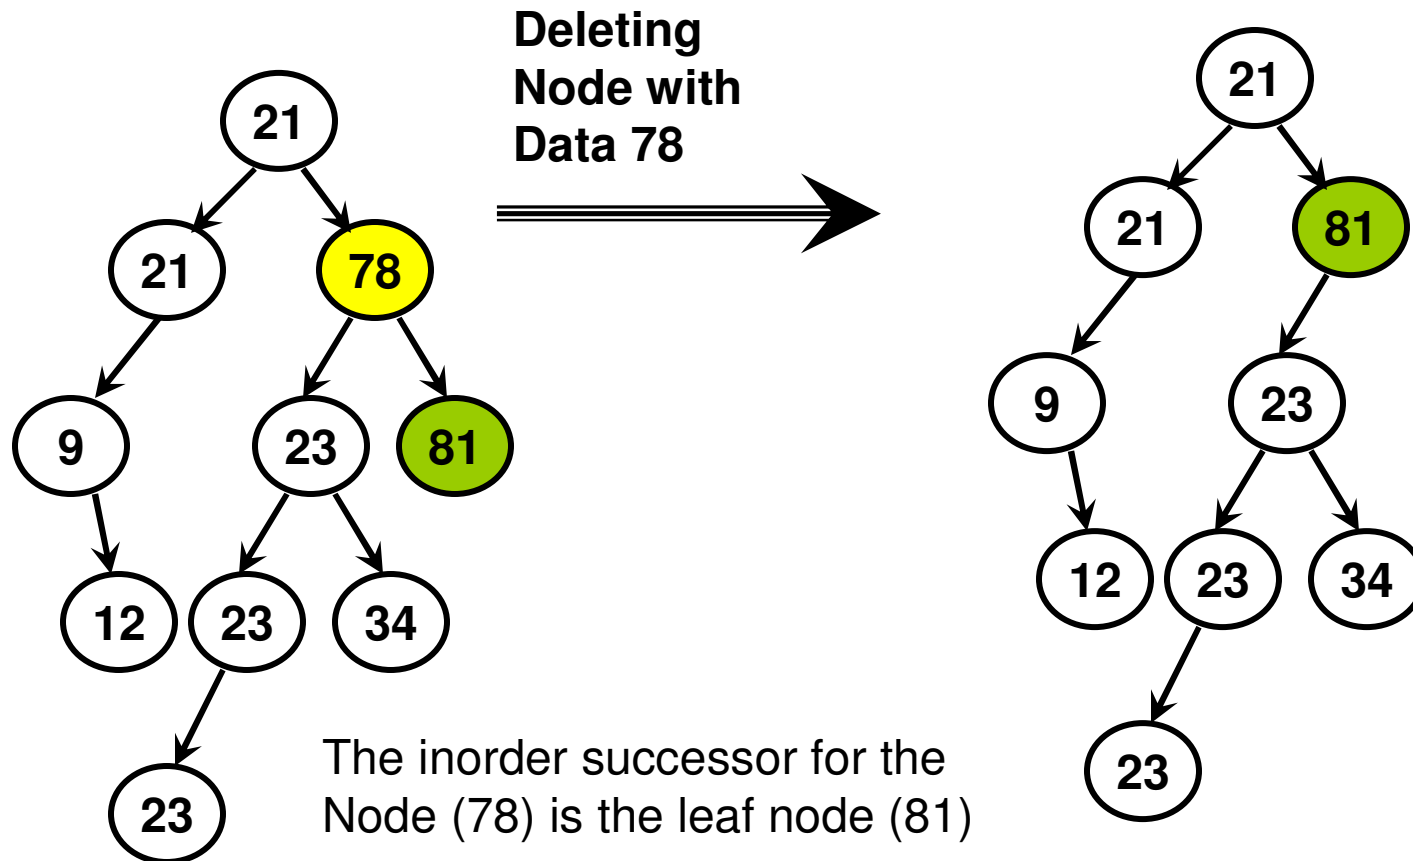 Deleting
Node with
Data 78
21
21 78
9 23 81
12 23 34
23
21
21 81
9 23
12 23 34
23
The inorder successor for the
Node (78) is the leaf node (81)